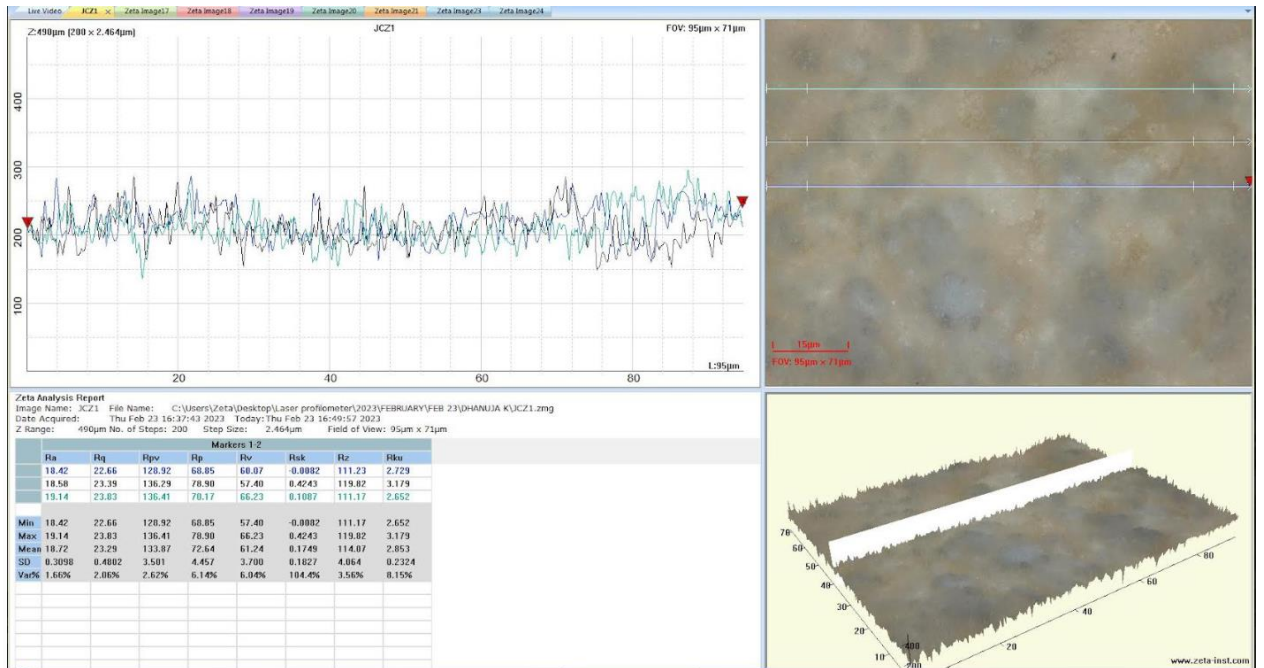 Live Video JCZ1 × Zeta Image17 Zeta Image18 Zeta Image19 Zeta Image20 Zeta Image21 Zeta Image23 Zeta Image24
Z:490µm (200 x 2.464µm) JCZ1 FOV: 95µm x 71µm
400
300
200
100
20 40 60 80
L:95µm
15µm
FOV: 95µm x 71µm
Zeta Analysis Report
Image Name: JCZ1 File Name: C:\Users\Zeta\Desktop\Laser profilometer\2023\FEBRUARY\FEB 23\DHANUJA K\JCZ1.zmg
Date Acquired: Thu Feb 23 16:37:43 2023 Today: Thu Feb 23 16:49:57 2023
Z Range: 490µm No. of Steps: 200 Step Size: 2.464µm Field of View: 95µm x 71µm
Markers 1-2
Ra Rq Rpv Rp Rv Rsk Rz Rku
18.42 22.66 128.92 68.85 60.07 -0.0082 111.23 2.729
18.58 23.39 136.29 78.90 57.40 0.4243 119.82 3.179
19.14 23.83 136.41 70.17 66.23 0.1087 111.17 2.652
Min 18.42 22.66 128.92 68.85 57.40 -0.0082 111.17 2.652
Max 19.14 23.83 136.41 78.90 66.23 0.4243 119.82 3.179
Mean 18.72 23.29 133.87 72.64 61.24 0.1749 114.07 2.853
SD 0.3098 0.4802 3.501 4.457 3.700 0.1827 4.064 0.2324
Var% 1.66% 2.06% 2.62% 6.14% 6.04% 104.4% 3.56% 8.15%
70
60
50
40
30
20
10
400
200
20
40
60
80
www.zeta-inst.com